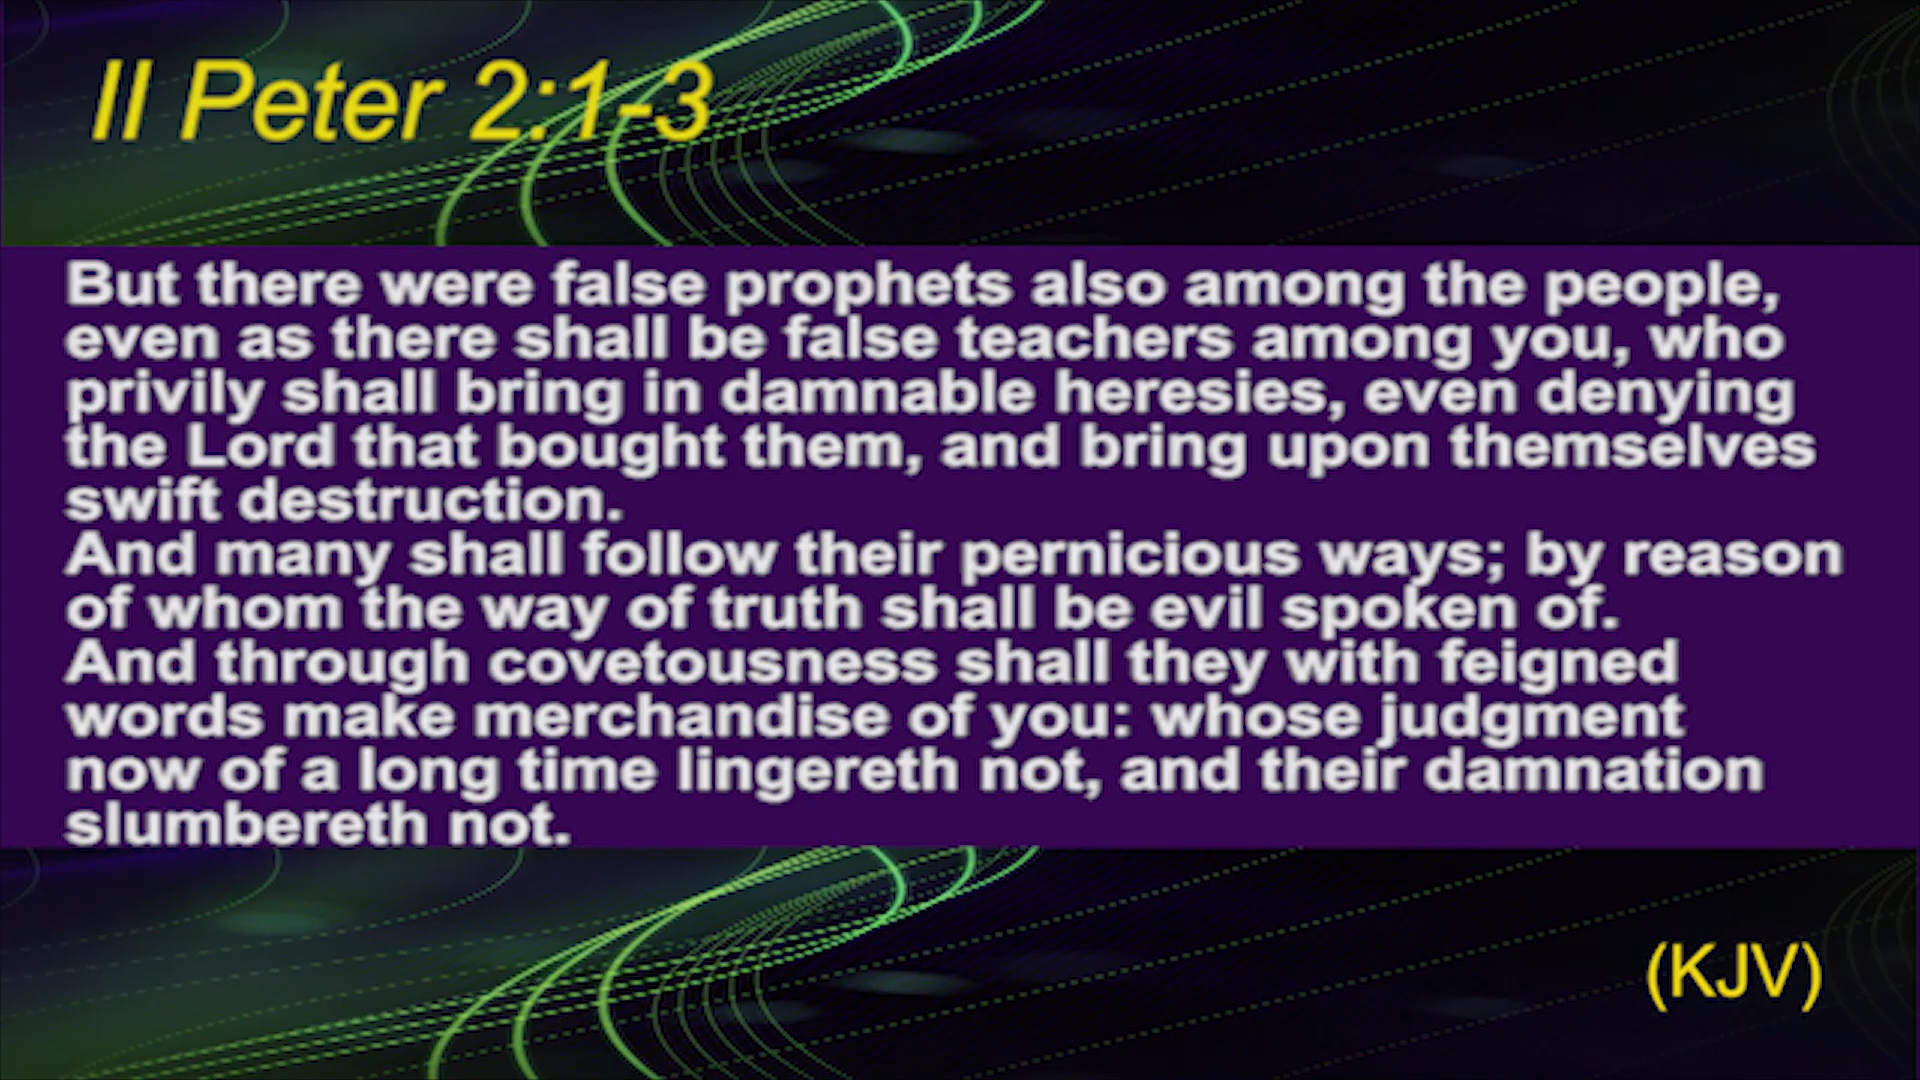 II Peter 2:1-3
But there were false prophets also among the people,
even as there shall be false teachers among you, who
privily shall bring in damnable heresies, even denying
the Lord that bought them, and bring upon themselves
swift destruction.
And many shall follow their pernicious ways; by reason
of whom the way of truth shall be evil spoken of.
And through covetousness shall they with feigned
words make merchandise of you: whose judgment
now of a long time lingereth not, and their damnation
slumbereth not.
(KJV)